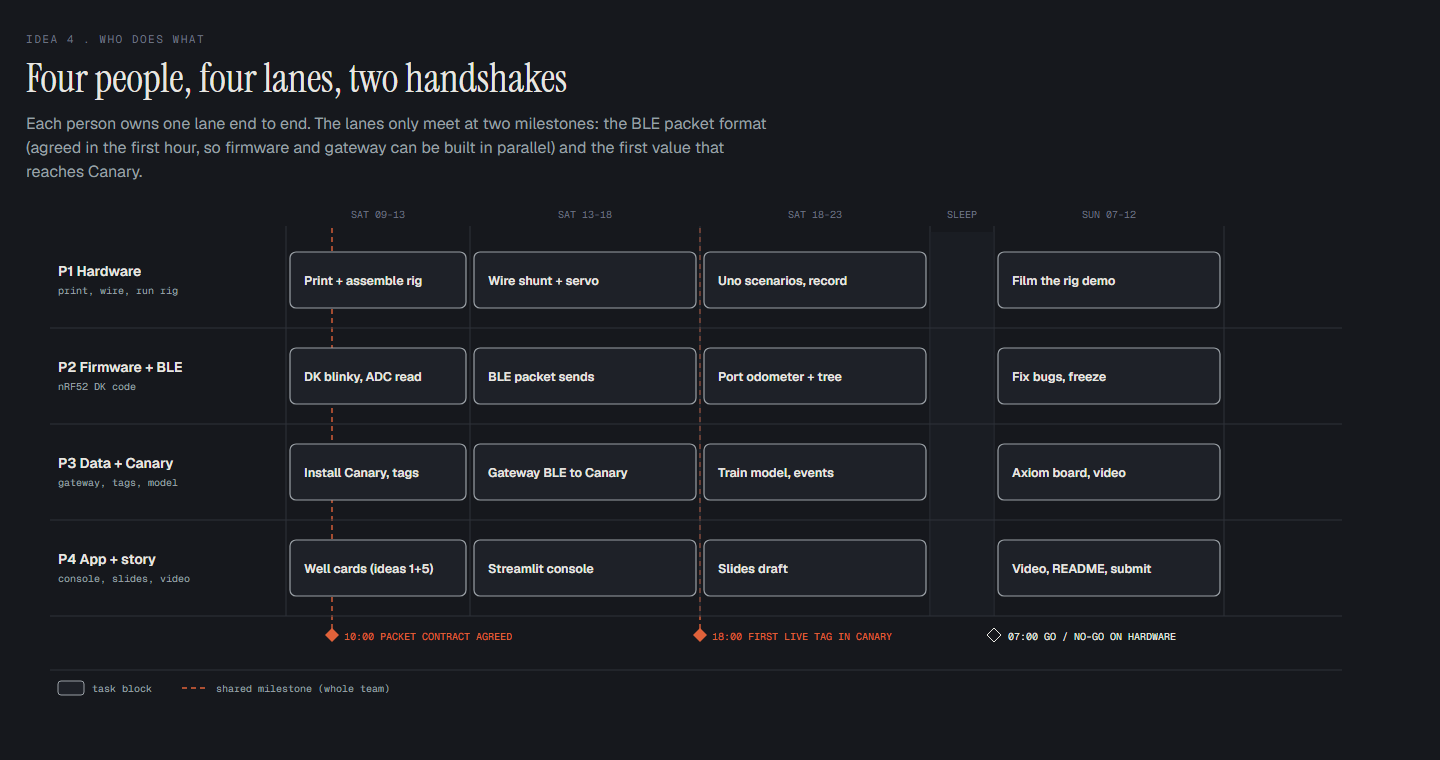 IDEA 4 . WHO DOES WHAT
Four people, four lanes, two handshakes
Each person owns one lane end to end. The lanes only meet at two milestones: the BLE packet format
(agreed in the first hour, so firmware and gateway can be built in parallel) and the first value that
reaches Canary.
SAT 09-13
SAT 13-18
SAT 18-23
SLEEP
SUN 07-12
P1 Hardware
print, wire, run rig
Print + assemble rig
Wire shunt + servo
Uno scenarios, record
Film the rig demo
P2 Firmware + BLE
nRF52 DK code
DK blinky, ADC read
BLE packet sends
Port odometer + tree
Fix bugs, freeze
P3 Data + Canary
gateway, tags, model
Install Canary, tags
Gateway BLE to Canary
Train model, events
Axiom board, video
P4 App + story
console, slides, video
Well cards (ideas 1+5)
Streamlit console
Slides draft
Video, README, submit
10:00 PACKET CONTRACT AGREED
18:00 FIRST LIVE TAG IN CANARY
07:00 GO / NO-GO ON HARDWARE
task block
shared milestone (whole team)